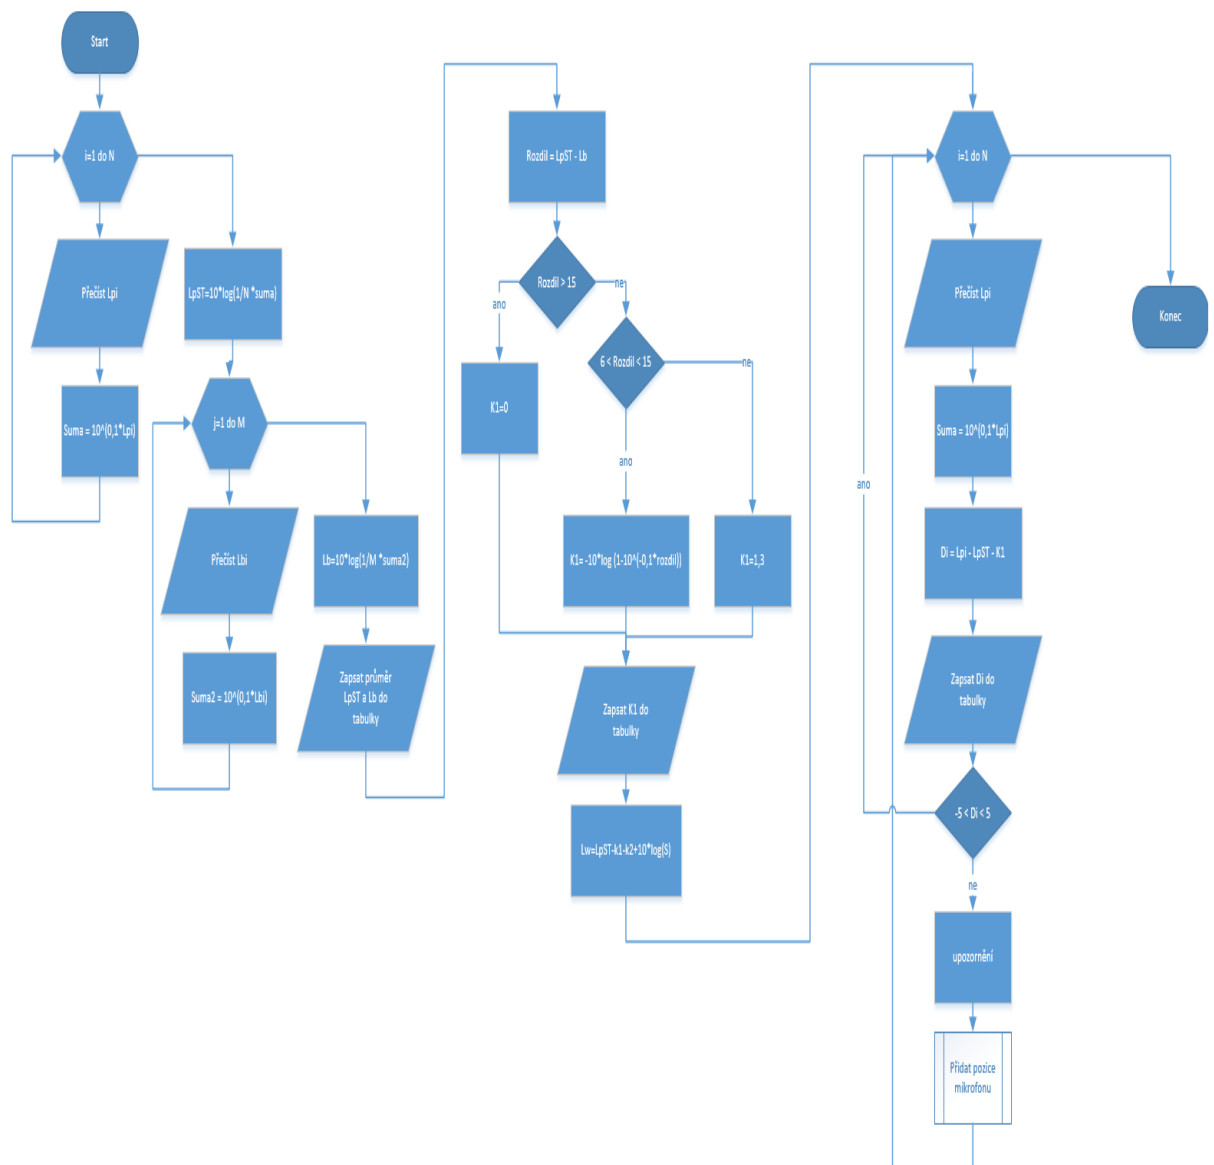 Start
i=1 do N
Přečíst Lpi
Suma = 10^(0,1*Lpi)
LpST=10*log(1/N *suma)
j=1 do M
Přečíst Lbi
Suma2 = 10^(0,1*Lbi)
Lb=10*log(1/M *suma2)
Zapsat průměr
LpST a Lb do
tabulky
Rozdil = LpST - Lb
Rozdil > 15
ano
ne
K1=0
6 < Rozdil < 15
ne
ano
K1= -10*log (1-10^(-0,1*rozdil))
K1=1,3
Zapsat K1 do
tabulky
Lw=LpST-k1-k2+10*log(S)
i=1 do N
Přečíst Lpi
Suma = 10^(0,1*Lpi)
Di = Lpi - LpST - K1
Zapsat Di do
tabulky
-5 < Di < 5
ano
ne
upozornění
Přidat pozice
mikrofonu
Konec